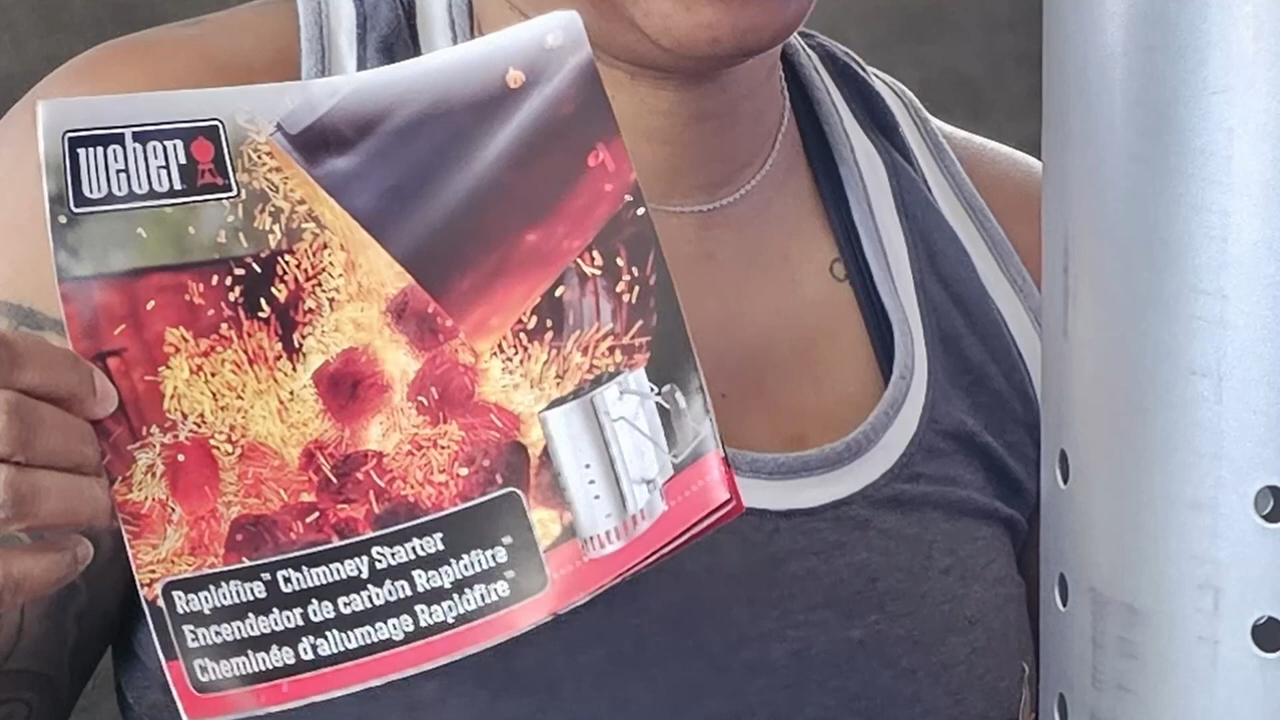 weber
Rapidfire™ Chimney Starter
Encendedor de carbón Rapidfire™
Cheminée d'allumage Rapidfire™